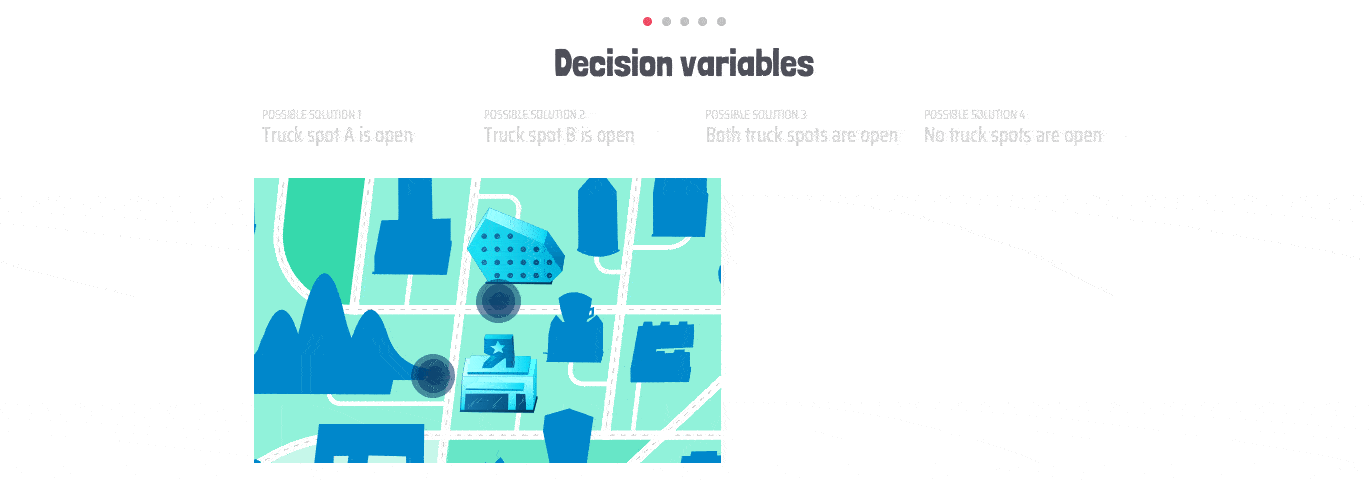 Decision variables
POSSIBLE SOLUTION 1
Truck spot A is open
POSSIBLE SOLUTION 2
Truck spot B is open
POSSIBLE SOLUTION 3
Both truck spots are open
POSSIBLE SOLUTION 4
No truck spots are open